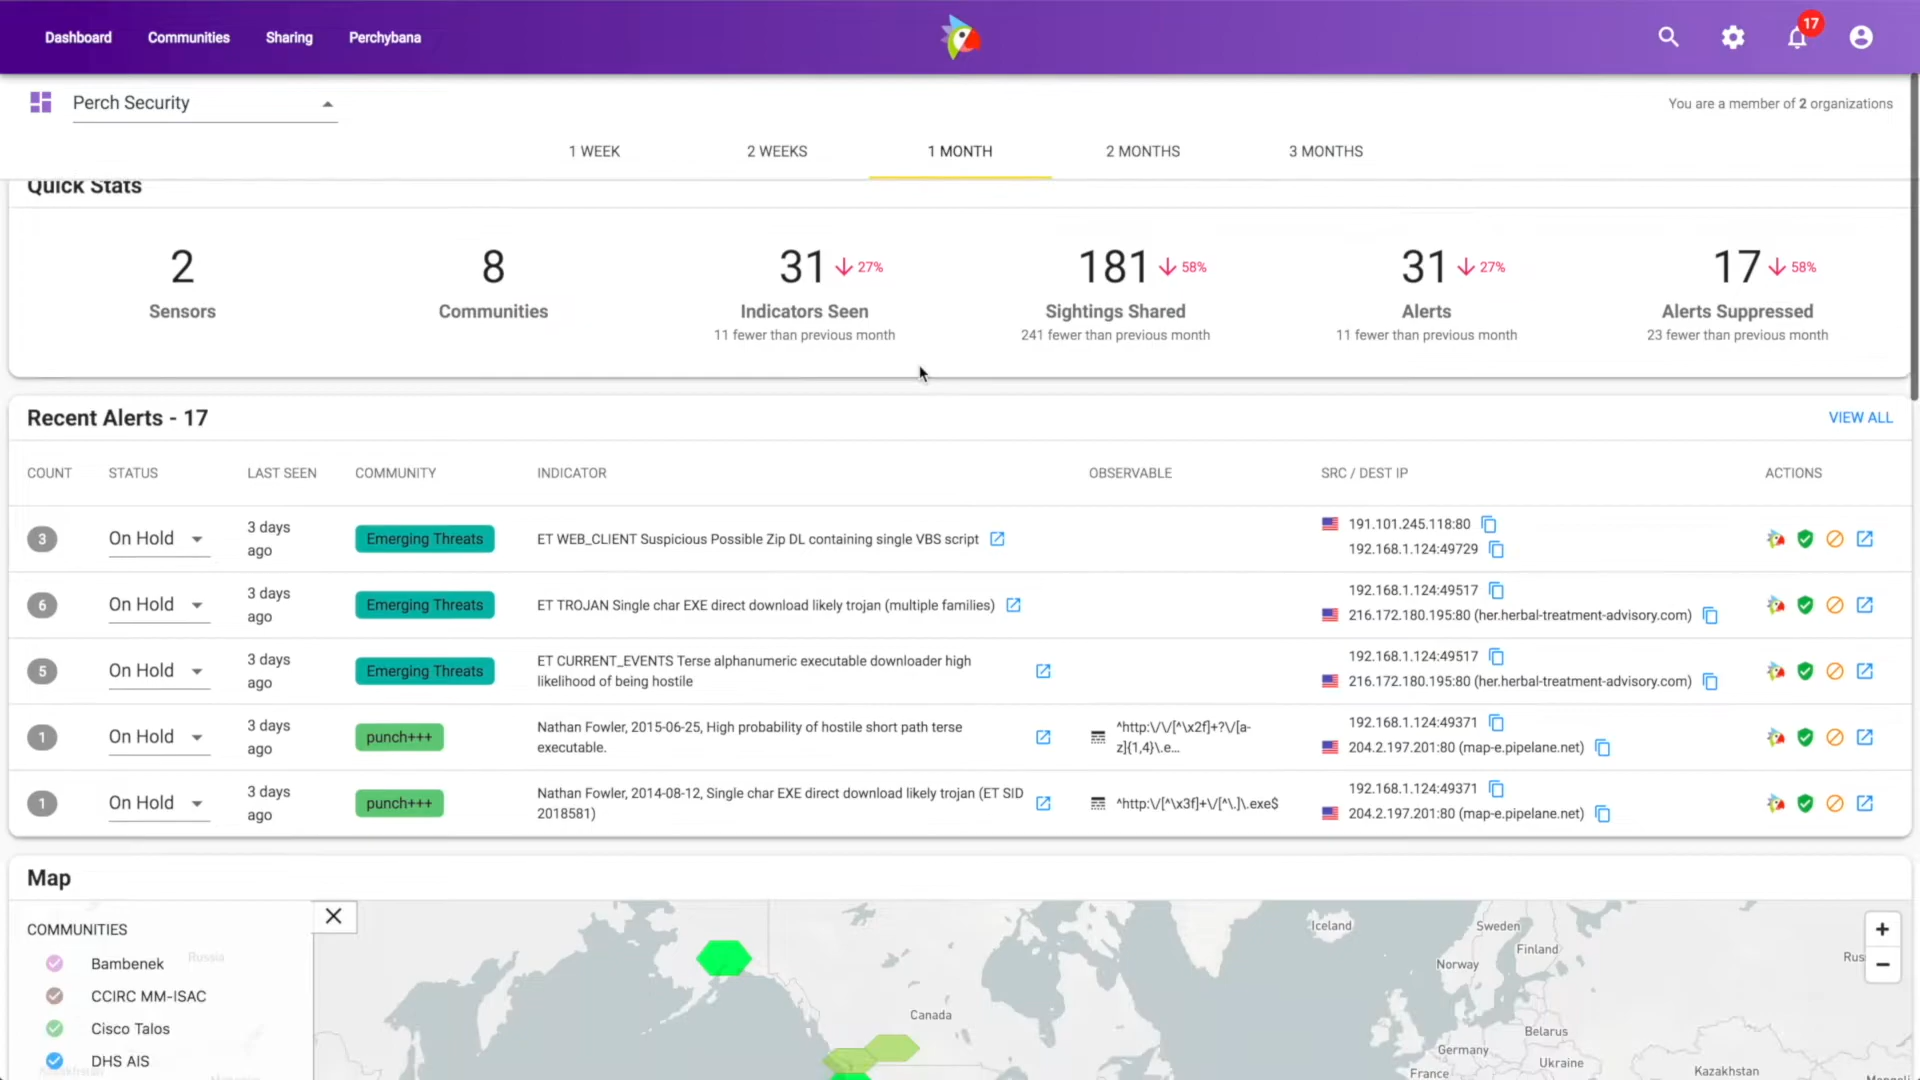 Dashboard Communities Sharing Perchybana 17
Perch Security
You are a member of 2 organizations
1 WEEK 2 WEEKS 1 MONTH 2 MONTHS 3 MONTHS
Quick Stats
2 8 31 27% 181 58% 31 27% 17 58%
Sensors Communities Indicators Seen Sightings Shared Alerts Alerts Suppressed
11 fewer than previous month 241 fewer than previous month 11 fewer than previous month 23 fewer than previous month
Recent Alerts - 17 VIEW ALL
COUNT STATUS LAST SEEN COMMUNITY INDICATOR OBSERVABLE SRC / DEST IP ACTIONS
3 On Hold 3 days ago Emerging Threats ET WEB_CLIENT Suspicious Possible Zip DL containing single VBS script 191.101.245.118:80
192.168.1.124:49729
6 On Hold 3 days ago Emerging Threats ET TROJAN Single char EXE direct download likely trojan (multiple families) 192.168.1.124:49517
216.172.180.195:80 (her.herbal-treatment-advisory.com)
5 On Hold 3 days ago Emerging Threats ET CURRENT_EVENTS Terse alphanumeric executable downloader high 192.168.1.124:49517
likelihood of being hostile 216.172.180.195:80 (her.herbal-treatment-advisory.com)
1 On Hold 3 days ago punch+++ Nathan Fowler, 2015-06-25, High probability of hostile short path terse ^http:\/\/[^\x2f]+?\/[a- 192.168.1.124:49371
executable. z]{1,4}\.e... 204.2.197.201:80 (map-e.pipelane.net)
1 On Hold 3 days ago punch+++ Nathan Fowler, 2014-08-12, Single char EXE direct download likely trojan (ET SID ^http:\/[^\x3f]+\/[^\.]\.exe$ 192.168.1.124:49371
2018581) 204.2.197.201:80 (map-e.pipelane.net)
Map
COMMUNITIES
Bambenek
CCIRC MM-ISAC
Cisco Talos
DHS AIS
Russia
Iceland
Sweden
Finland
Norway
Rus
Canada
Belarus
Germany
Ukraine
France
Kazakhstan
+
−